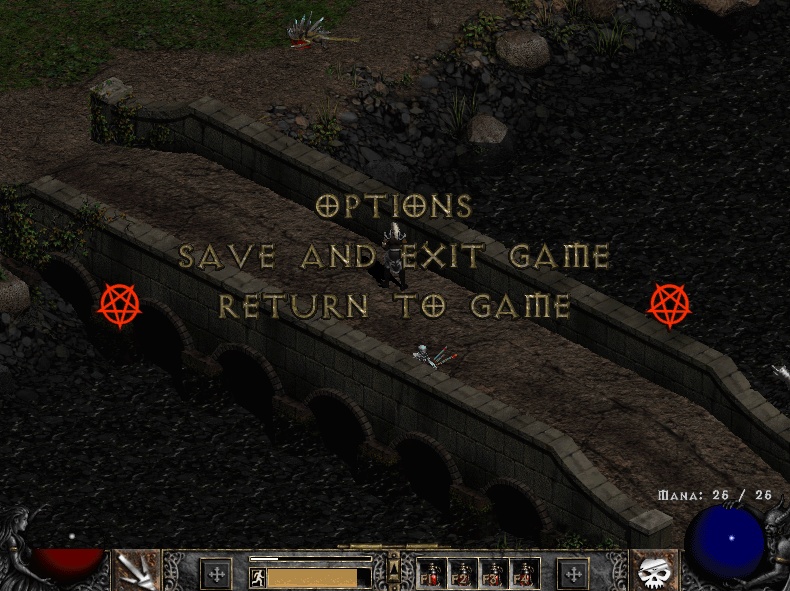 OPTIONS
SAVE AND EXIT GAME
RETURN TO GAME
MANA: 26 / 26
F1 F2 F3 F4